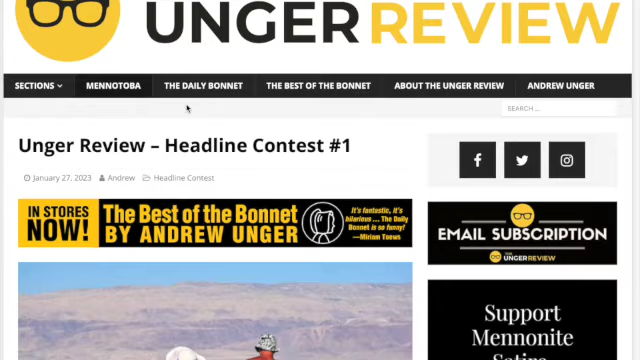 UNGER REVIEW
SECTIONS MENNOTOBA THE DAILY BONNET THE BEST OF THE BONNET ABOUT THE UNGER REVIEW ANDREW UNGER
SEARCH ...
Unger Review – Headline Contest #1
January 27, 2023 Andrew Headline Contest
IN STORES
NOW!
The Best of the Bonnet
BY ANDREW UNGER
It's fantastic, it's
hilarious ... The Daily
Bonnet is so funny!
—Miriam Toews
EMAIL SUBSCRIPTION
THE
UNGERREVIEW
Support
Mennonite
Satire